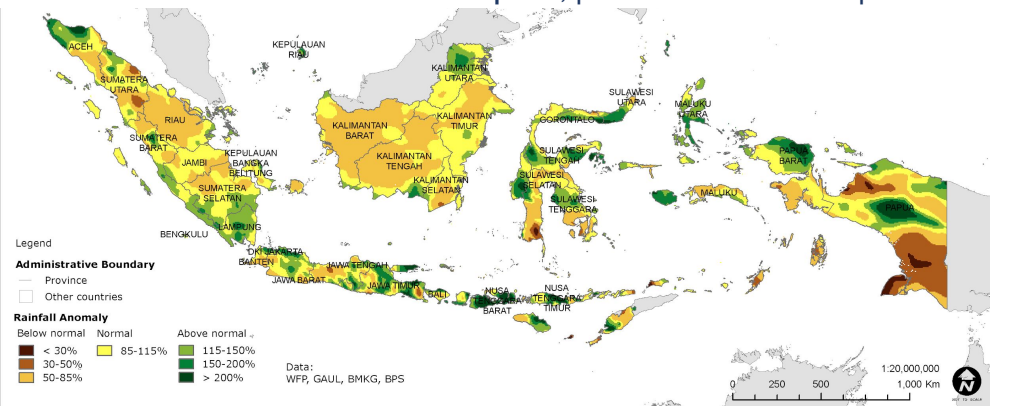 KEPULAUAN
RIAU
ACEH
KALIMANTAN
UTARA
SUMATERA
UTARA
SULAWESI
UTARA
MALUKU
UTARA
RIAU
KALIMANTAN
BARAT
KALIMANTAN
TIMUR
GORONTALO
SUMATERA
BARAT
KEPULAUAN
BANGKA
BELITUNG
JAMBI
KALIMANTAN
TENGAH
SULAWESI
TENGAH
PAPUA
BARAT
SUMATERA
SELATAN
KALIMANTAN
SELATAN
SULAWESI
SELATAN
SULAWESI
TENGGARA
MALUKU
PAPUA
BENGKULU
LAMPUNG
DKI JAKARTA
BANTEN
JAWA BARAT
JAWA TENGAH
JAWA TIMUR
BALI
NUSA
TENGGARA
BARAT
NUSA
TENGGARA
TIMUR
Legend
Administrative Boundary
Province
Other countries
Rainfall Anomaly
Below normal Normal Above normal
< 30% 85-115% 115-150%
30-50% 150-200%
50-85% > 200%
Data:
WFP, GAUL, BMKG, BPS
1:20,000,000
0 250 500 1,000 Km
N
NOT TO SCALE